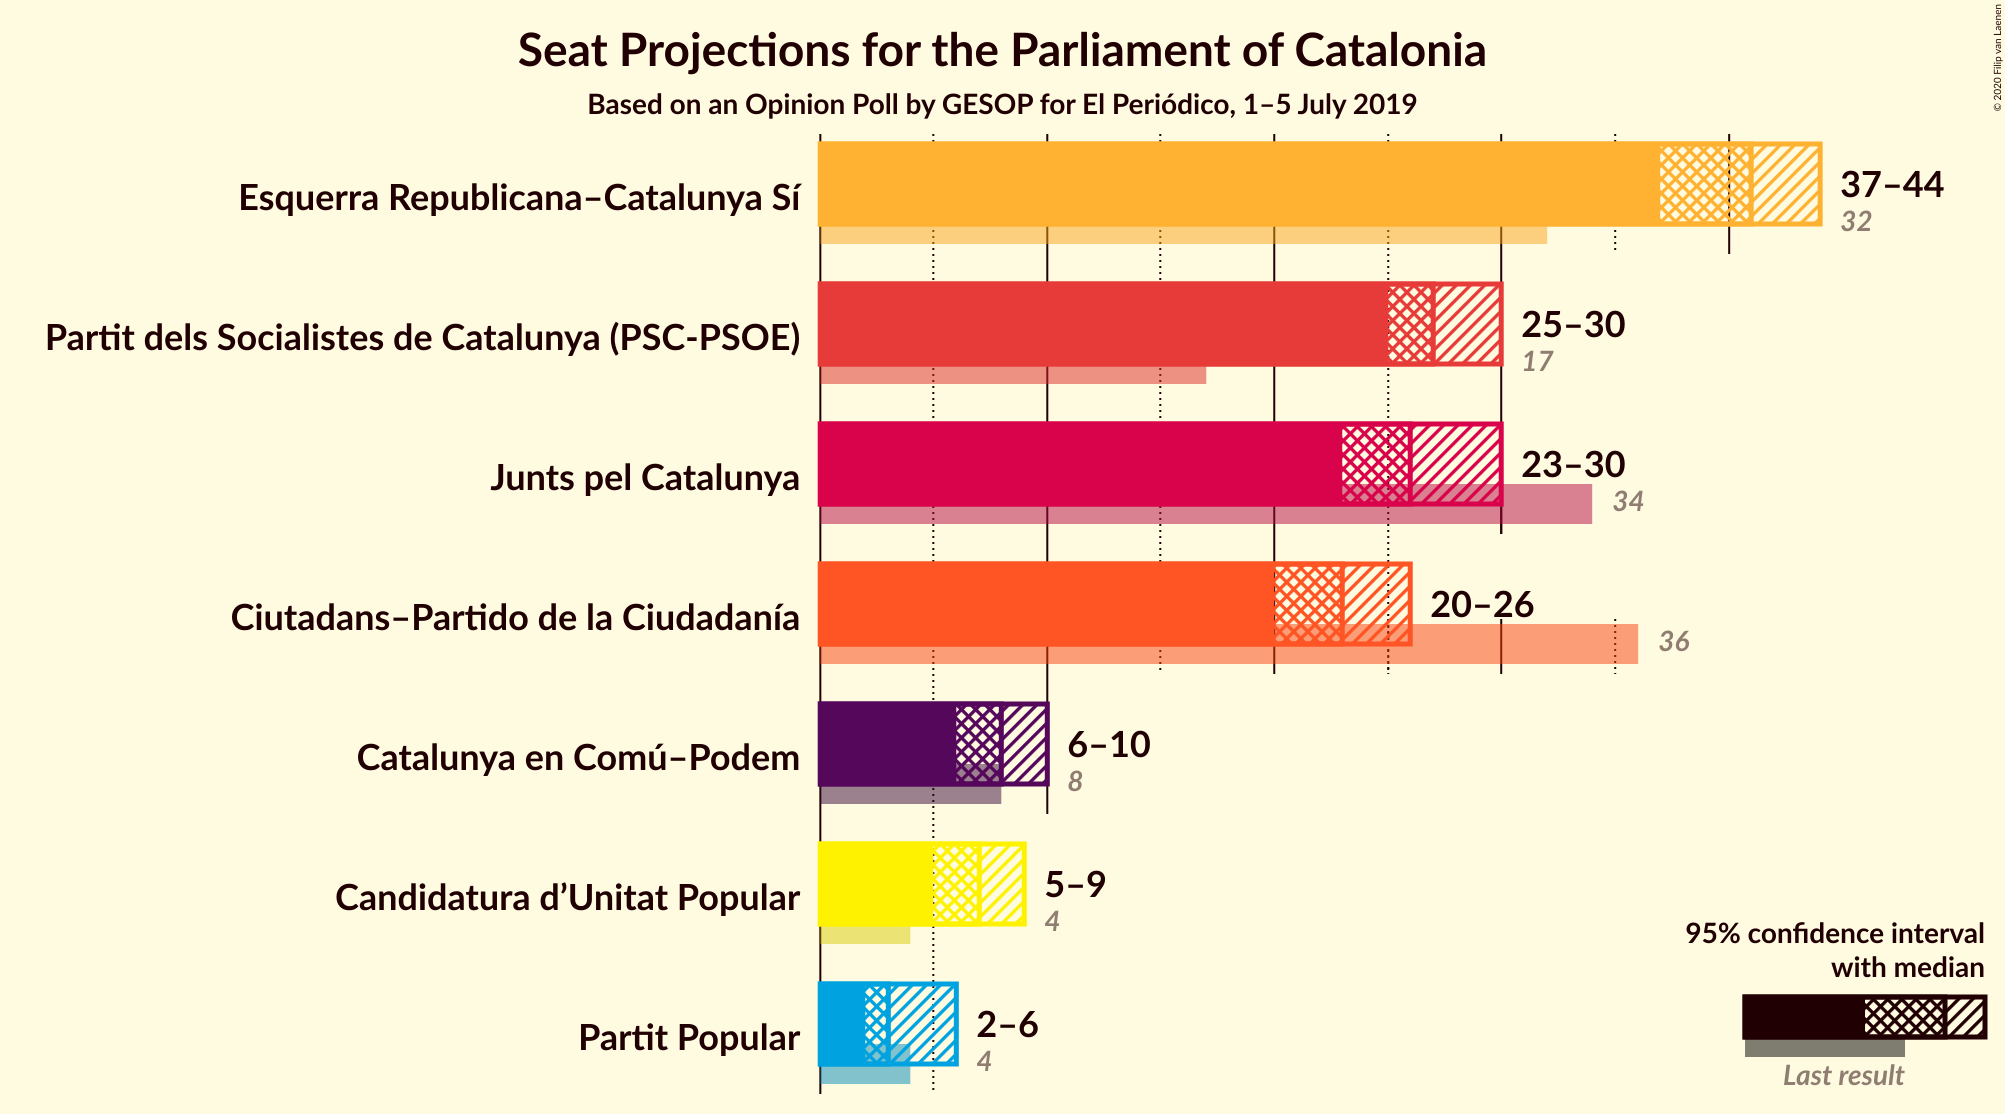 Seat Projections for the Parliament of Catalonia
Based on an Opinion Poll by GESOP for El Periódico, 1–5 July 2019
© 2020 Filip van Laenen
Esquerra Republicana–Catalunya Sí
37–44
32
Partit dels Socialistes de Catalunya (PSC-PSOE)
25–30
17
Junts pel Catalunya
23–30
34
Ciutadans–Partido de la Ciudadanía
20–26
36
Catalunya en Comú–Podem
6–10
8
Candidatura d’Unitat Popular
5–9
4
Partit Popular
2–6
4
95% confidence interval
with median
Last result